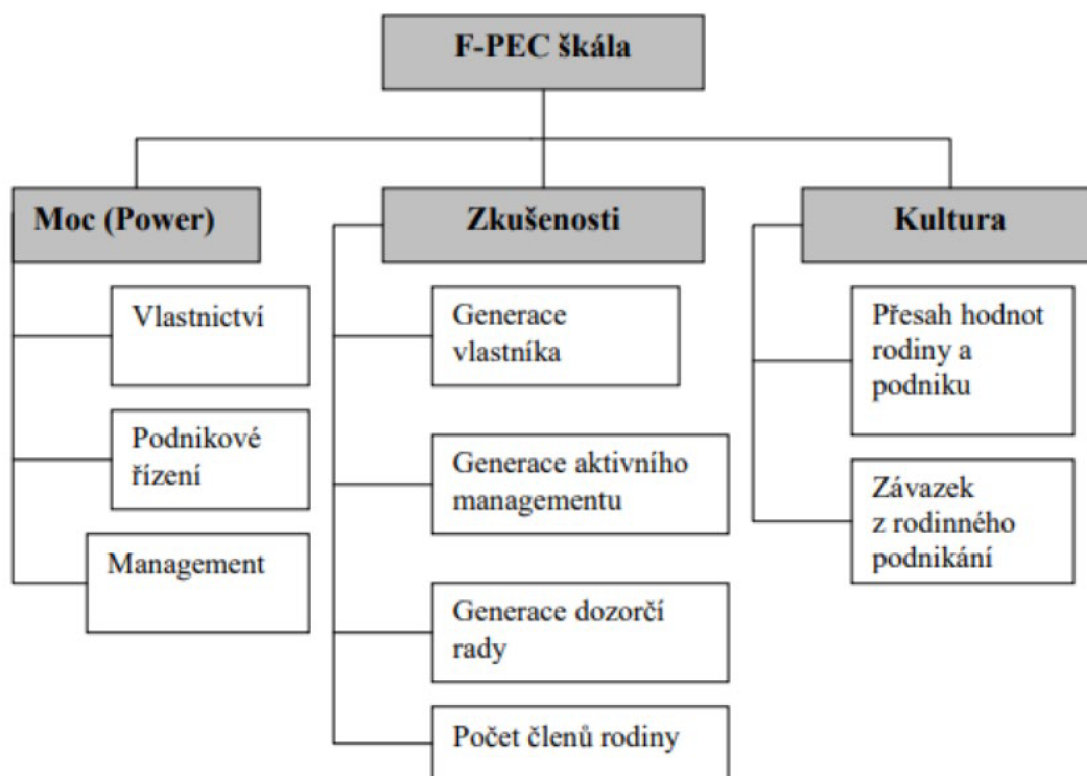 F-PEC škála
Moc (Power)
Vlastnictví
Podnikové
řízení
Management
Zkušenosti
Generace
vlastníka
Generace aktivního
managementu
Generace dozorčí
rady
Počet členů rodiny
Kultura
Přesah hodnot
rodiny a
podniku
Závazek
z rodinného
podnikání